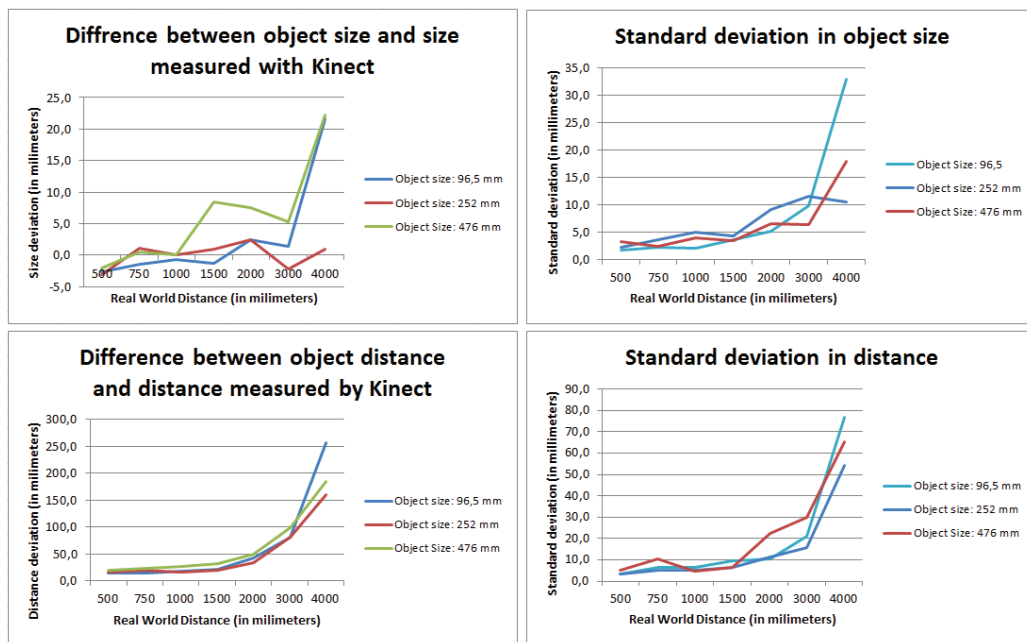 Diffrence between object size and size
measured with Kinect
Size deviation (in milimeters)
25,0
20,0
15,0
10,0
5,0
0,0
-5,0
500 750 1000 1500 2000 3000 4000
Real World Distance (in milimeters)
Object size: 96,5 mm
Object size: 252 mm
Object Size: 476 mm
Standard deviation in object size
Standard deviation (in milimeters)
35,0
30,0
25,0
20,0
15,0
10,0
5,0
0,0
500 750 1000 1500 2000 3000 4000
Real World Distance (in milimeters)
Object Size: 96,5
Object size: 252 mm
Object Size: 476 mm
Difference between object distance
and distance measured by Kinect
Distance deviation (in milimeters)
300,0
250,0
200,0
150,0
100,0
50,0
0,0
500 750 1000 1500 2000 3000 4000
Real World Distance (in milimeters)
Object size: 96,5 mm
Object size: 252 mm
Object Size: 476 mm
Standard deviation in distance
Standard deviation (in millimeters)
90,0
80,0
70,0
60,0
50,0
40,0
30,0
20,0
10,0
0,0
500 750 1000 1500 2000 3000 4000
Real World Distance (in milimeters)
Object size: 96,5 mm
Object size: 252 mm
Object Size: 476 mm